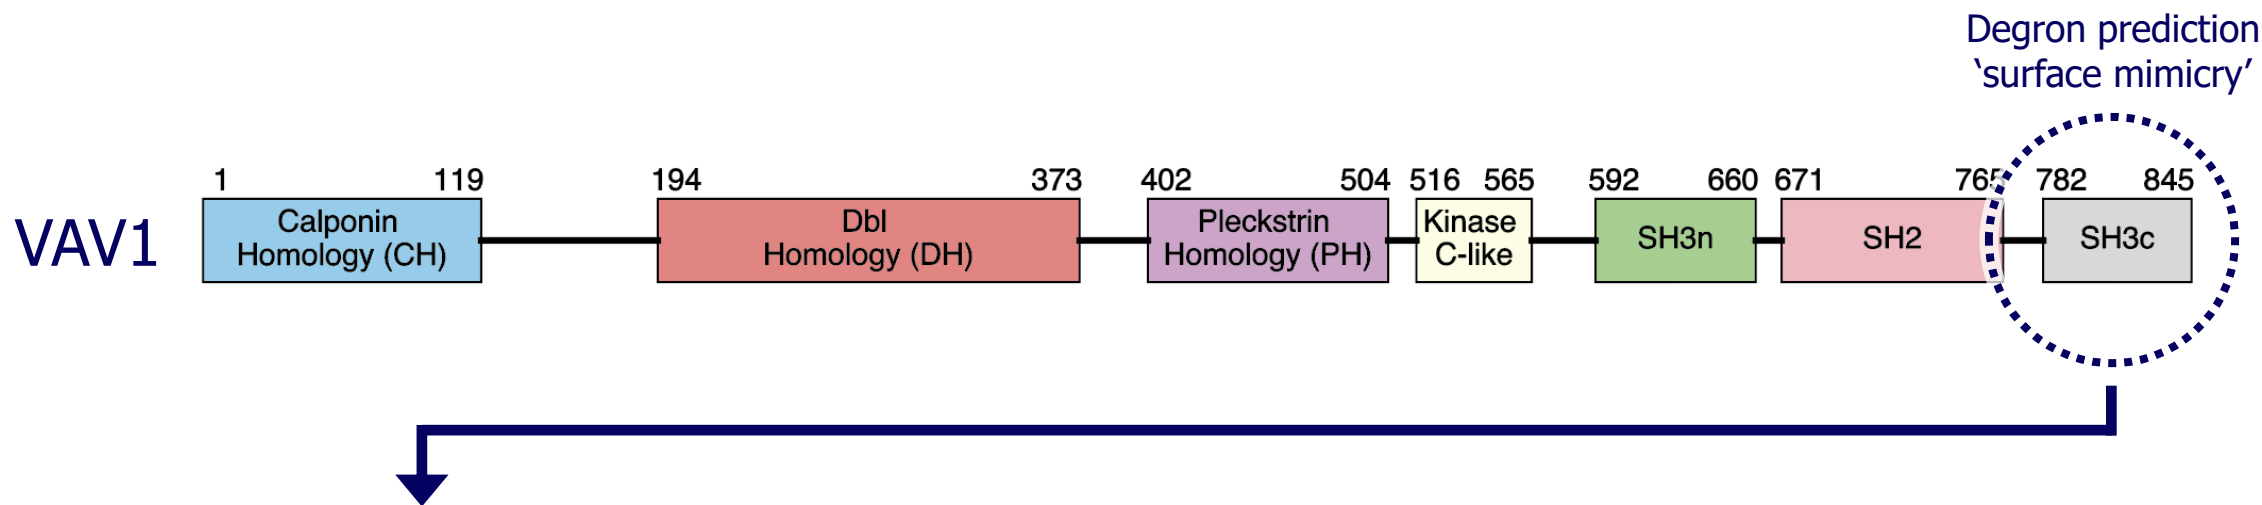 Degron prediction
‘surface mimicry’
1 119 194 373 402 504 516 565 592 660 671 765 782 845
VAV1
Calponin
Homology (CH)
Dbl
Homology (DH)
Pleckstrin
Homology (PH)
Kinase
C-like
SH3n
SH2
SH3c